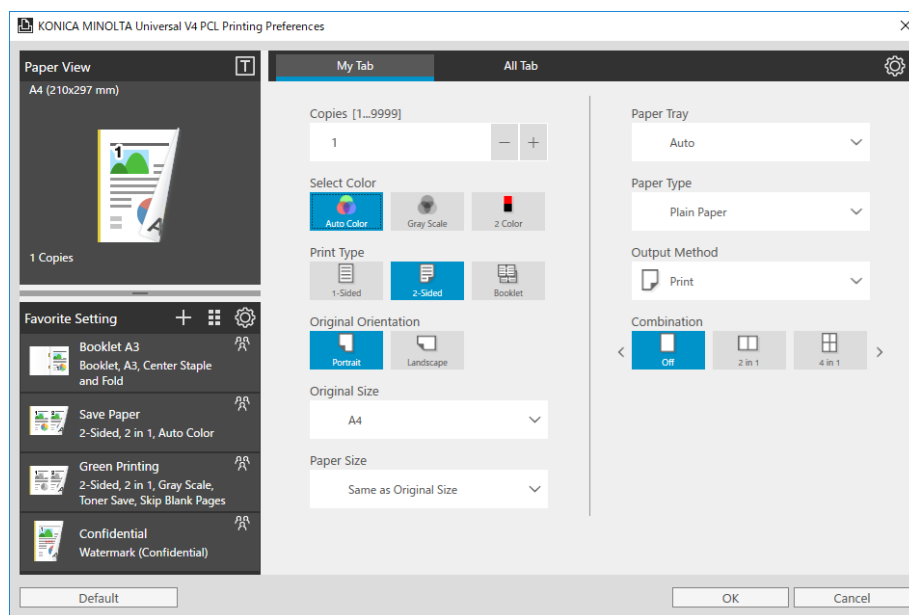 KONICA MINOLTA Universal V4 PCL Printing Preferences
Paper View
T
A4 (210x297 mm)
1
A
1 Copies
Favorite Setting
Booklet A3
Booklet, A3, Center Staple
and Fold
Save Paper
2-Sided, 2 in 1, Auto Color
Green Printing
2-Sided, 2 in 1, Gray Scale,
Toner Save, Skip Blank Pages
Confidential
Watermark (Confidential)
Default
My Tab
All Tab
Copies [1...9999]
1
Select Color
Auto Color
Gray Scale
2 Color
Print Type
1-Sided
2-Sided
Booklet
Original Orientation
Portrait
Landscape
Original Size
A4
Paper Size
Same as Original Size
Paper Tray
Auto
Paper Type
Plain Paper
Output Method
Print
Combination
Off
2 in 1
4 in 1
OK
Cancel